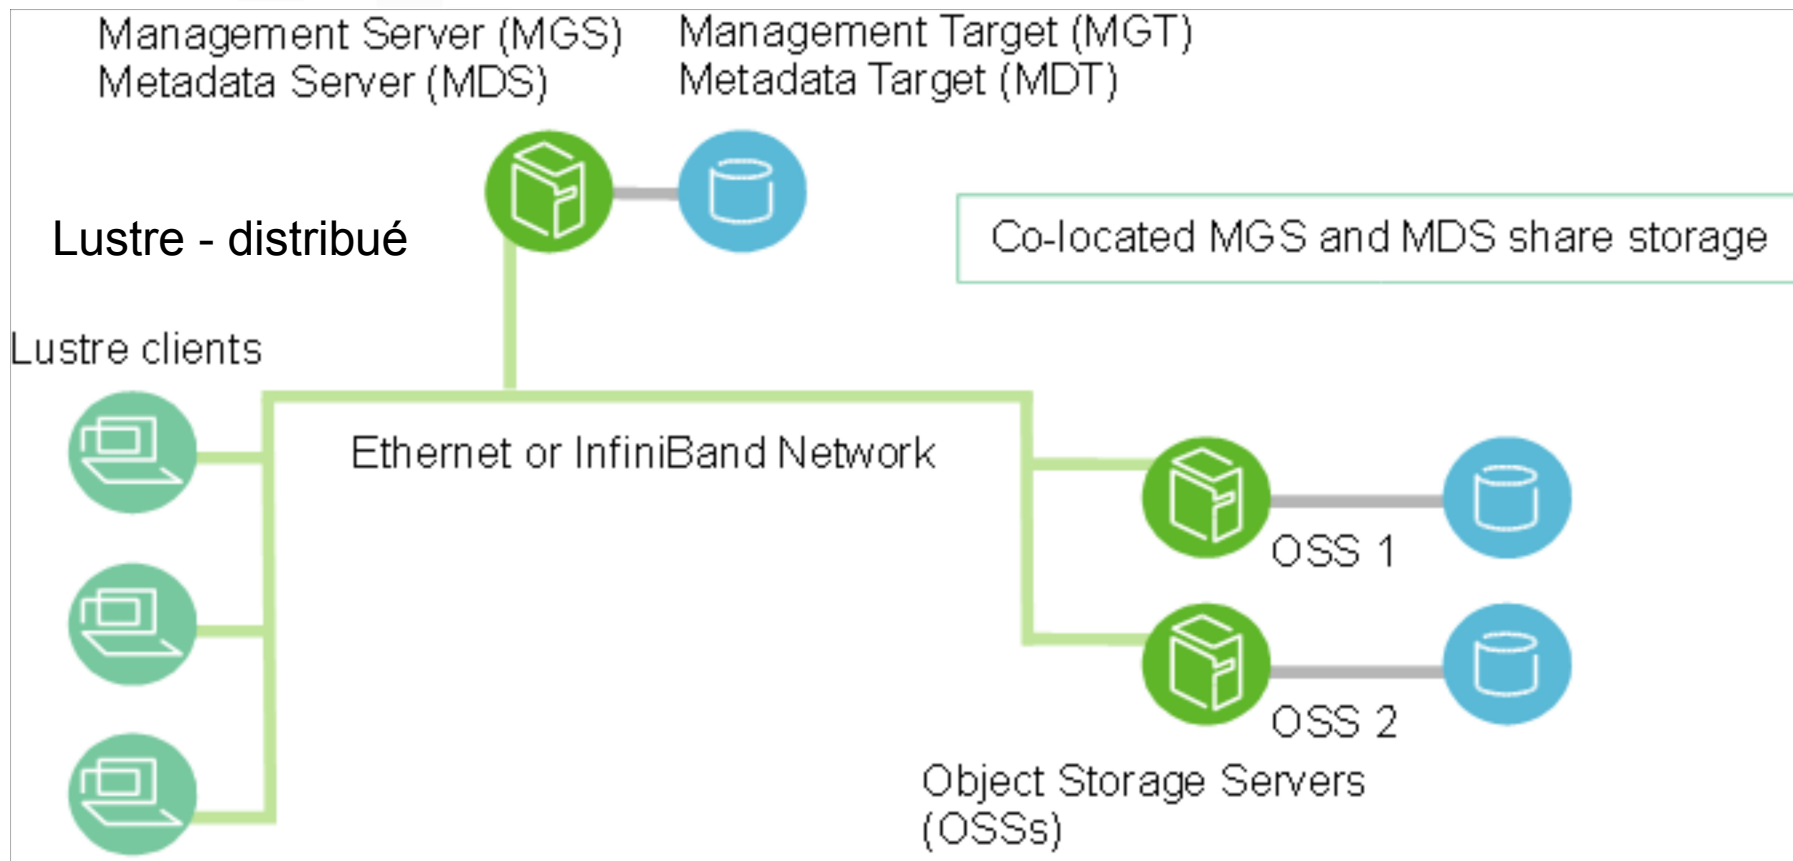 Management Server (MGS)
Metadata Server (MDS)
Management Target (MGT)
Metadata Target (MDT)
Lustre - distribué
Co-located MGS and MDS share storage
Lustre clients
Ethernet or InfiniBand Network
OSS 1
OSS 2
Object Storage Servers
(OSSs)